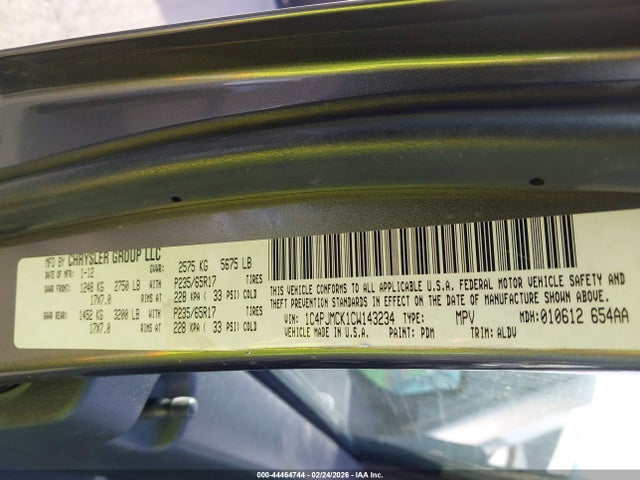 MFD BY CHRYSLER GROUP LLC
DATE OF MFR 1-12 GVWR: 2575 KG 5675 LB
GAWR FRONT: 1248 KG 2750 LB WITH P235/65R17 TIRES
17X7.0 RIMS AT 228 KPA ( 33 PSI) COLD
GAWR REAR: 1452 KG 3200 LB WITH P235/65R17 TIRES
17X7.0 RIMS AT 228 KPA ( 33 PSI) COLD
THIS VEHICLE CONFORMS TO ALL APPLICABLE U.S.A. FEDERAL MOTOR VEHICLE SAFETY AND
THEFT PREVENTION STANDARDS IN EFFECT ON THE DATE OF MANUFACTURE SHOWN ABOVE.
VIN: 1C4PJMCK1CW143234 TYPE: MPV MDH: 010612 654AA
VEHICLE MADE IN U.S.A. PAINT: PDM TRIM: ALDV
000-44464744 - 02/24/2026 - IAA Inc.